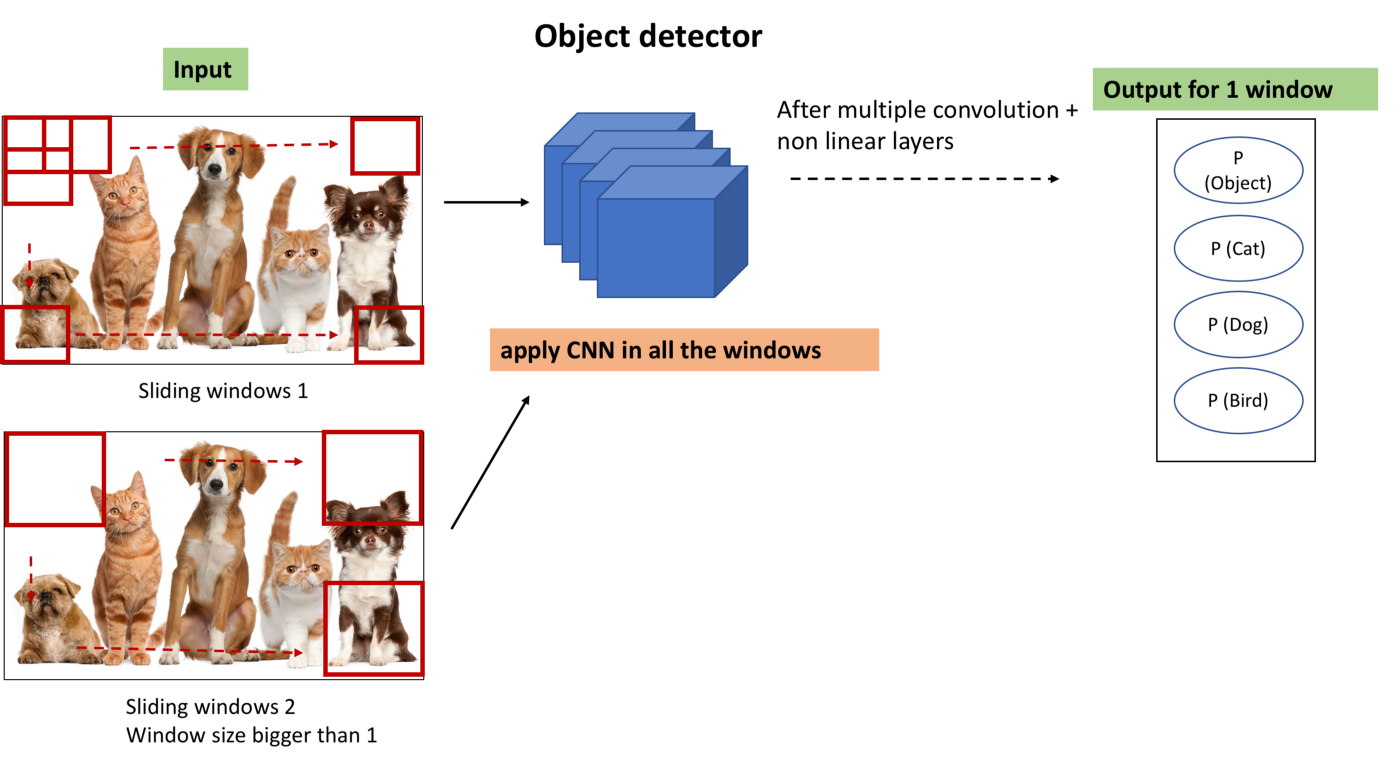 Object detector
Input
Output for 1 window
After multiple convolution +
non linear layers
P
(Object)
P (Cat)
P (Dog)
P (Bird)
apply CNN in all the windows
Sliding windows 1
Sliding windows 2
Window size bigger than 1